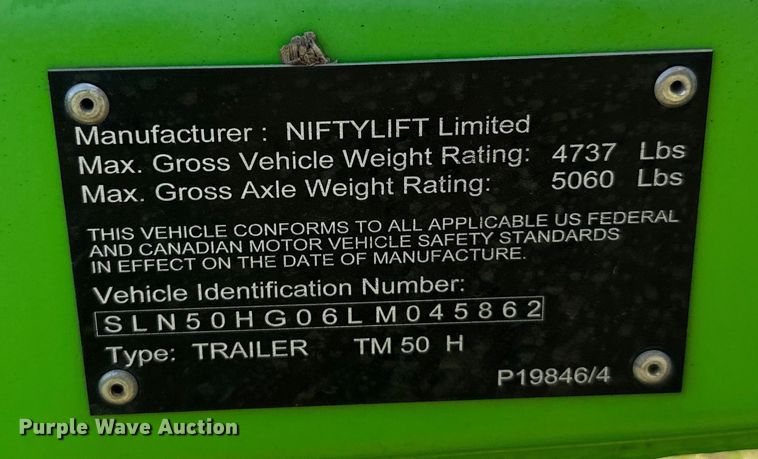 Manufacturer : NIFTYLIFT Limited
Max. Gross Vehicle Weight Rating: 4737 Lbs
Max. Gross Axle Weight Rating: 5060 Lbs
THIS VEHICLE CONFORMS TO ALL APPLICABLE US FEDERAL
AND CANADIAN MOTOR VEHICLE SAFETY STANDARDS
IN EFFECT ON THE DATE OF MANUFACTURE.
Vehicle Identification Number:
SLN50HG06LM045862
Type: TRAILER TM 50 H
P19846/4
Purple Wave Auction